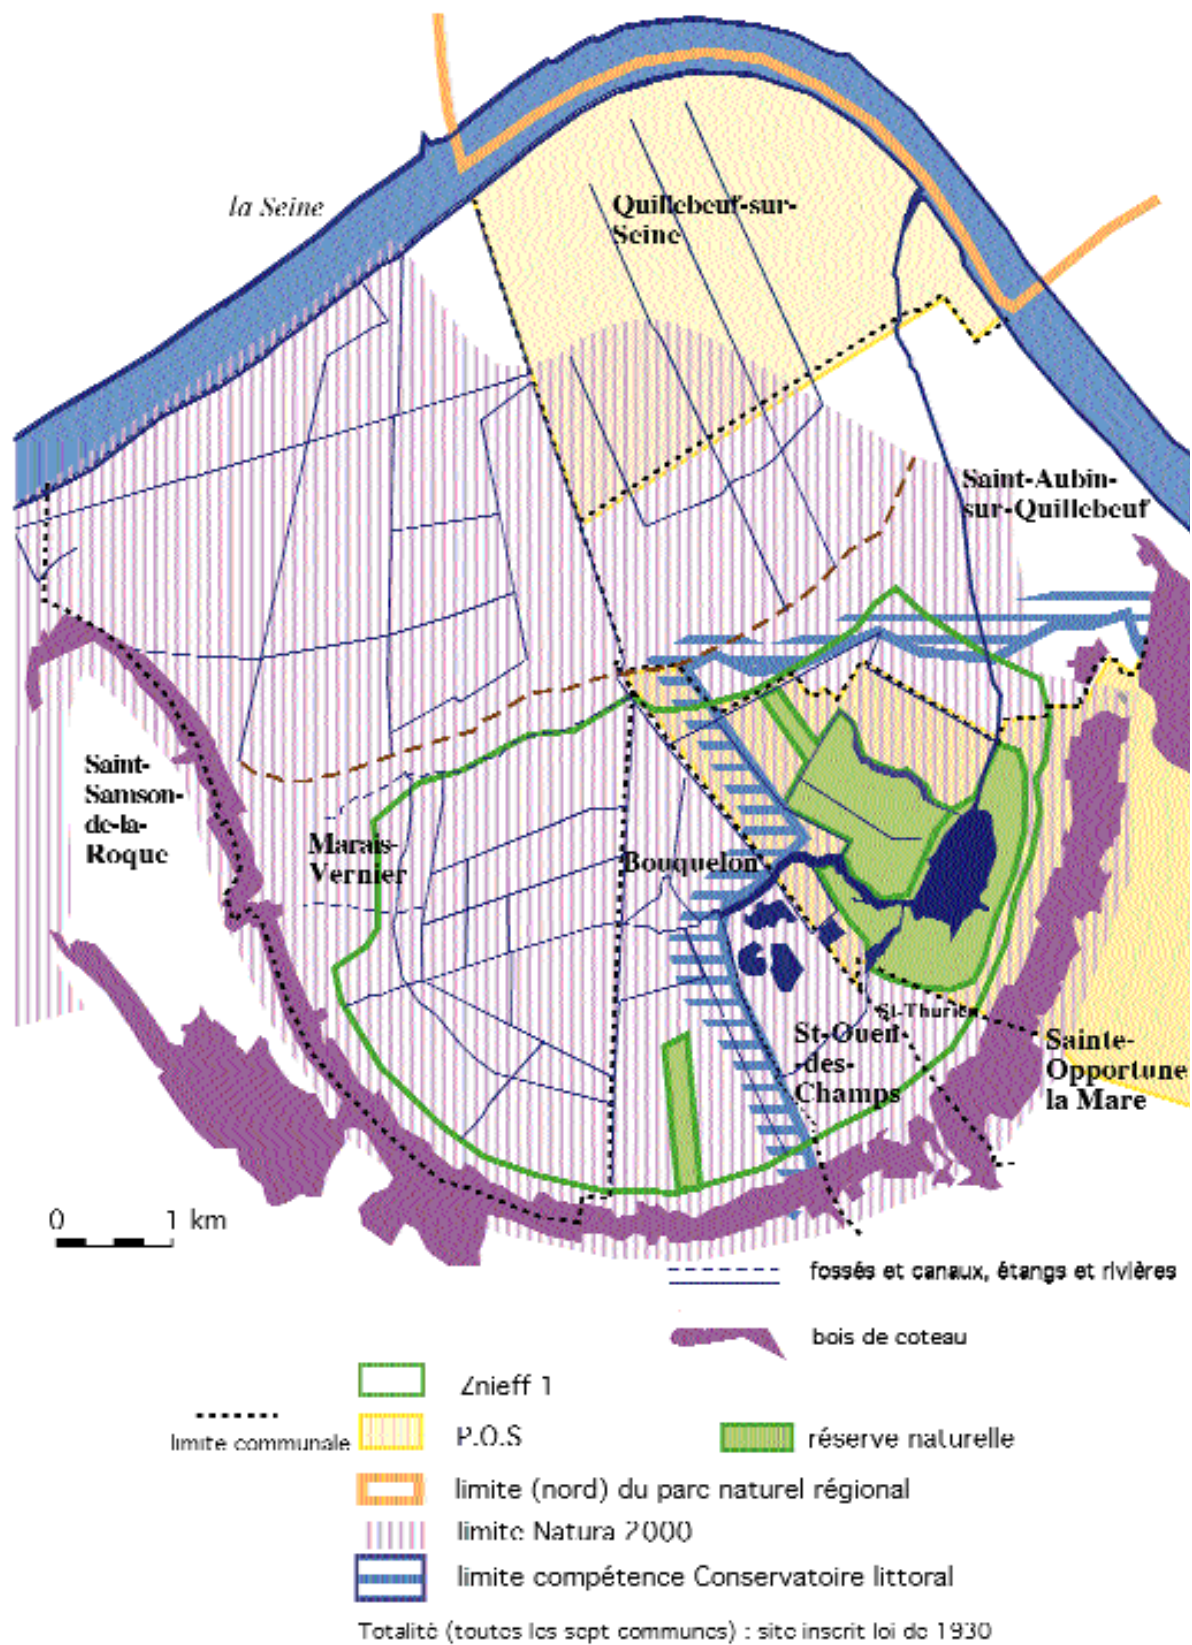 la Seine
Quillebeuf-sur-
Seine
Saint-Aubin-
sur-Quillebeuf
Saint-
Samson-
de-la-
Roque
Marais-
Vernier
Bouquelon
St-Thurien
St-Ouen
-des-
Champs
Sainte-
Opportune
la Mare
0 1 km
fossés et canaux, étangs et rivières
bois de coteau
Znieff 1
limite communale
P.O.S
réserve naturelle
limite (nord) du parc naturel régional
limite Natura 2000
limite compétence Conservatoire littoral
Totalité (toutes les sept communes) : site inscrit loi de 1930